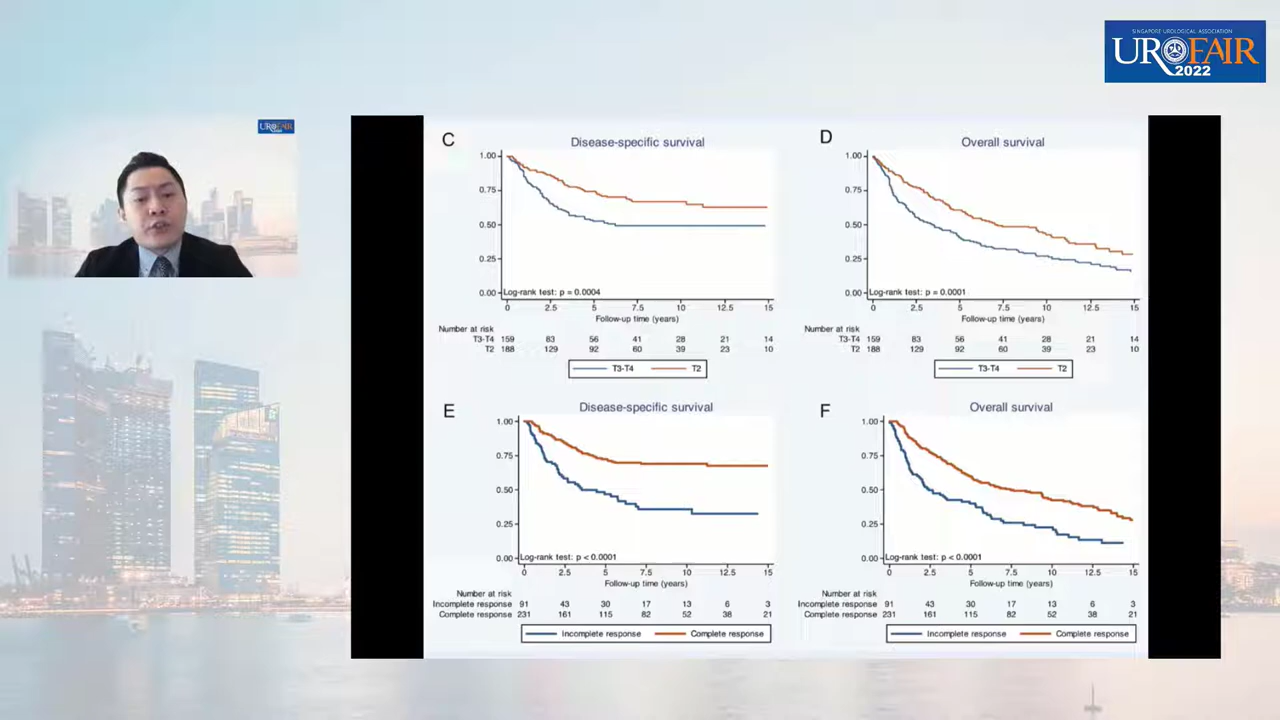 SINGAPORE UROLOGICAL ASSOCIATION
UROFAIR
2022
UROFAIR
C
Disease-specific survival
1.00
0.75
0.50
0.25
0.00
Log-rank test: p = 0.0004
0 2.5 5 7.5 10 12.5 15
Follow-up time (years)
Number at risk
T3-T4 159 83 56 41 28 21 14
T2 188 129 92 60 39 23 10
T3-T4 T2
D
Overall survival
1.00
0.75
0.50
0.25
0.00
Log-rank test: p = 0.0001
0 2.5 5 7.5 10 12.5 15
Follow-up time (years)
Number at risk
T3-T4 159 83 56 41 28 21 14
T2 188 129 92 60 39 23 10
T3-T4 T2
E
Disease-specific survival
1.00
0.75
0.50
0.25
0.00
Log-rank test: p < 0.0001
0 2.5 5 7.5 10 12.5 15
Follow-up time (years)
Number at risk
Incomplete response 91 43 30 17 13 6 3
Complete response 231 161 115 82 52 38 21
Incomplete response Complete response
F
Overall survival
1.00
0.75
0.50
0.25
0.00
Log-rank test: p < 0.0001
0 2.5 5 7.5 10 12.5 15
Follow-up time (years)
Number at risk
Incomplete response 91 43 30 17 13 6 3
Complete response 231 161 115 82 52 38 21
Incomplete response Complete response